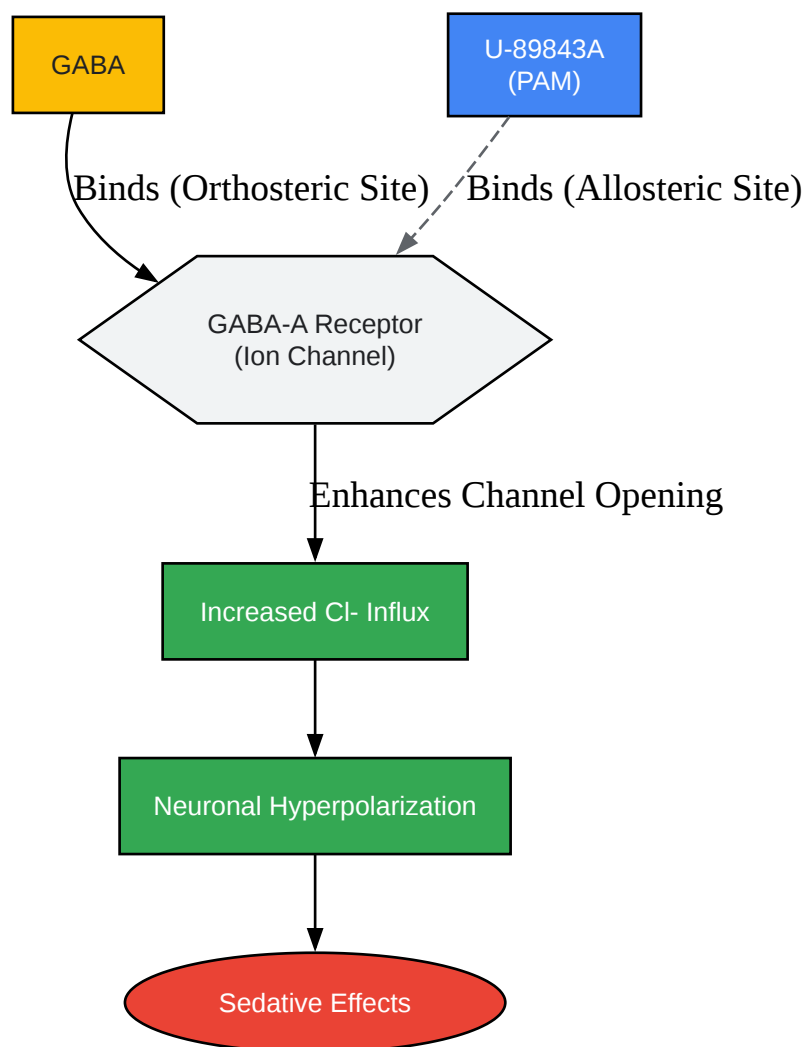 GABA
U-89843A
(PAM)
Binds (Orthosteric Site)
Binds (Allosteric Site)
GABA-A Receptor
(Ion Channel)
Enhances Channel Opening
Increased Cl- Influx
Neuronal Hyperpolarization
Sedative Effects